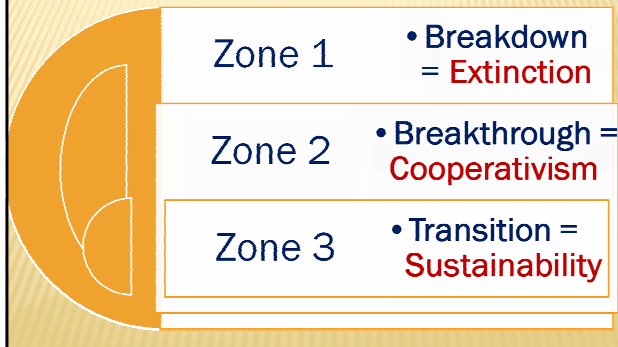 Zone 1
• Breakdown
= Extinction
Zone 2
• Breakthrough =
Cooperativism
Zone 3
• Transition =
Sustainability